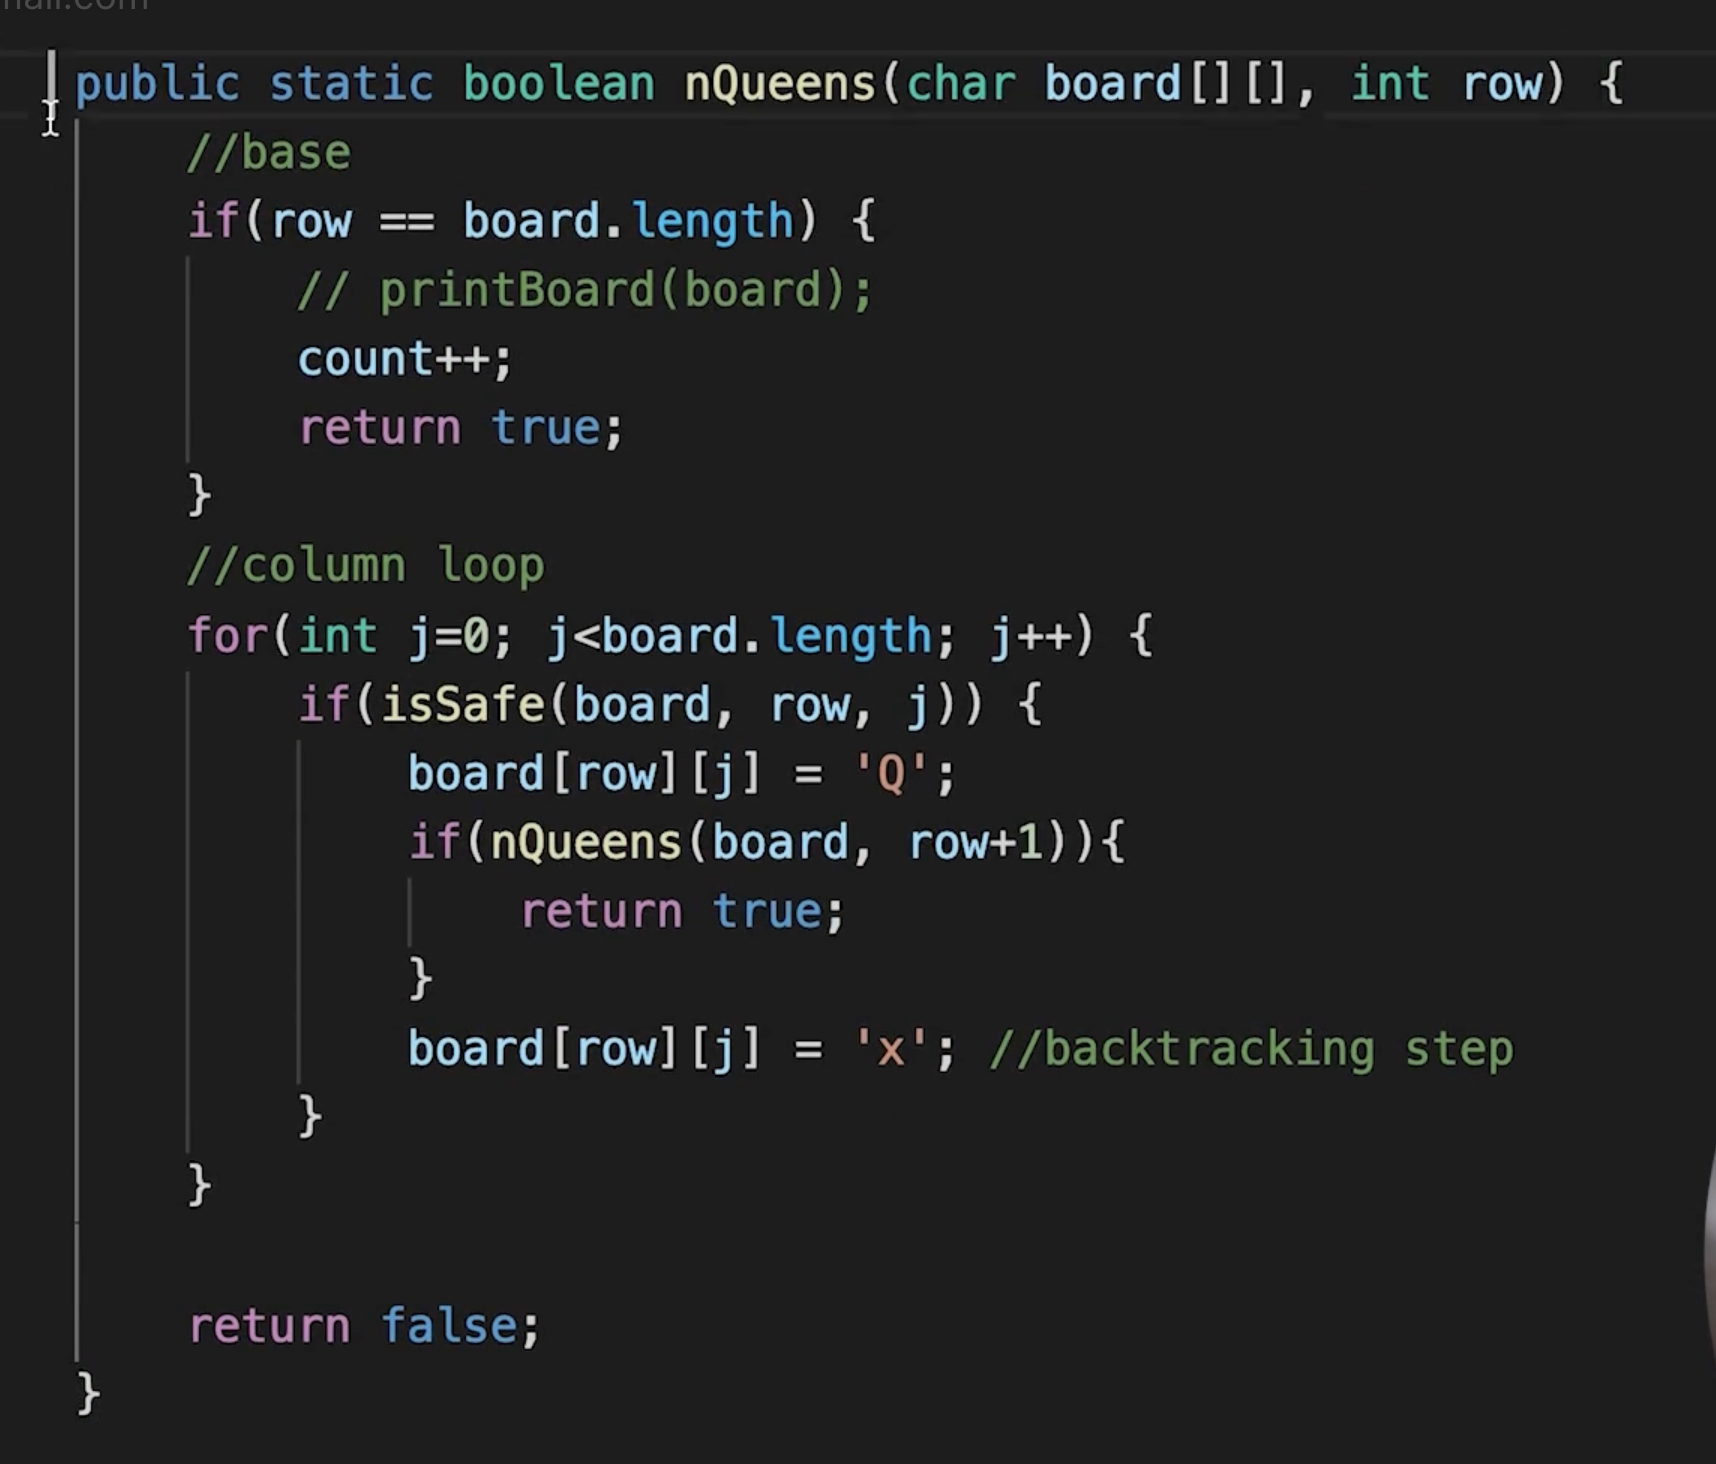 public static boolean nQueens(char board[][], int row) {
    //base
    if(row == board.length) {
        // printBoard(board);
        count++;
        return true;
    }
    //column loop
    for(int j=0; j<board.length; j++) {
        if(isSafe(board, row, j)) {
            board[row][j] = 'Q';
            if(nQueens(board, row+1)){
                return true;
            }
            board[row][j] = 'x'; //backtracking step
        }
    }

    return false;
}